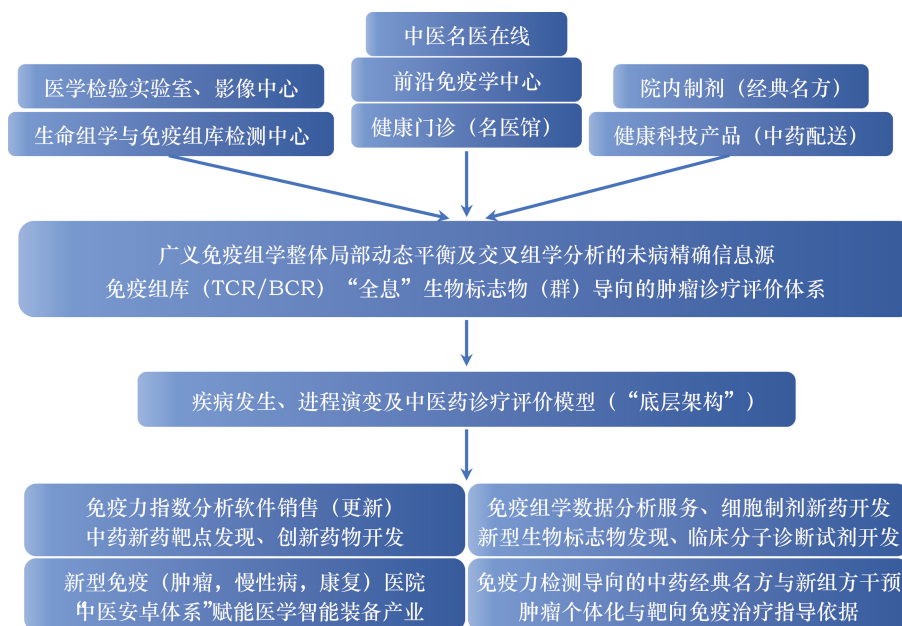 中医名医在线
医学检验实验室、影像中心
前沿免疫学中心
院内制剂（经典名方）
生命组学与免疫组库检测中心
健康门诊（名医馆）
健康科技产品（中药配送）
广义免疫组学整体局部动态平衡及交叉组学分析的未病精确信息源
免疫组库（TCR/BCR）“全息”生物标志物（群）导向的肿瘤诊疗评价体系
疾病发生、进程演变及中医药诊疗评价模型（“底层架构”）
免疫力指数分析软件销售（更新）
中药新药靶点发现、创新药物开发
免疫组学数据分析服务、细胞制剂新药开发
新型生物标志物发现、临床分子诊断试剂开发
新型免疫（肿瘤，慢性病，康复）医院
“中医安卓体系”赋能医学智能装备产业
免疫力检测导向的中药经典名方与新组方干预
肿瘤个体化与靶向免疫治疗指导依据